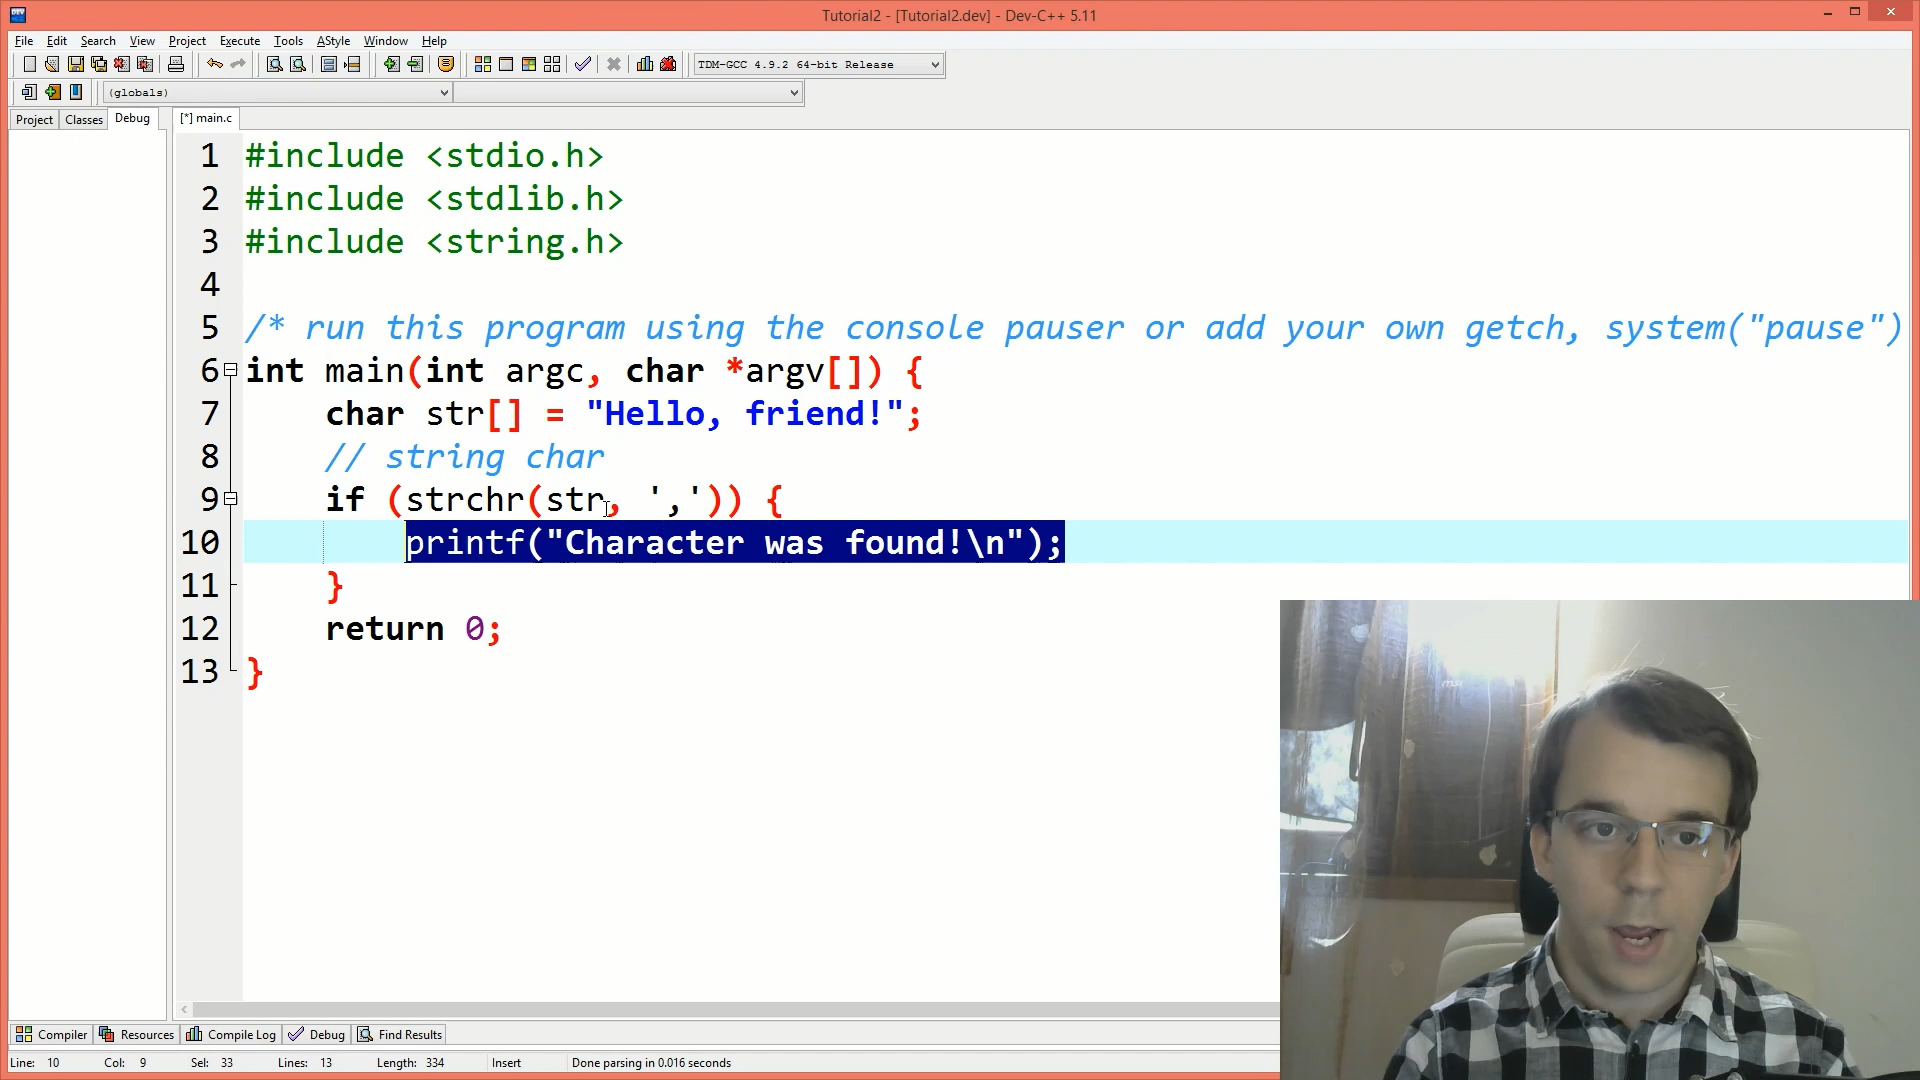 Tutorial2 - [Tutorial2.dev] - Dev-C++ 5.11
File Edit Search View Project Execute Tools AStyle Window Help
TDM-GCC 4.9.2 64-bit Release
(globals)
Project Classes Debug [*] main.c
1 #include <stdio.h>
2 #include <stdlib.h>
3 #include <string.h>
4
5 /* run this program using the console pauser or add your own getch, system("pause")
6 int main(int argc, char *argv[]) {
7 char str[] = "Hello, friend!";
8 // string char
9 if (strchr(str, ',')) {
10 printf("Character was found!\n");
11 }
12 return 0;
13 }
Compiler Resources Compile Log Debug Find Results
Line: 10 Col: 9 Sel: 33 Lines: 13 Length: 334 Insert Done parsing in 0.016 seconds